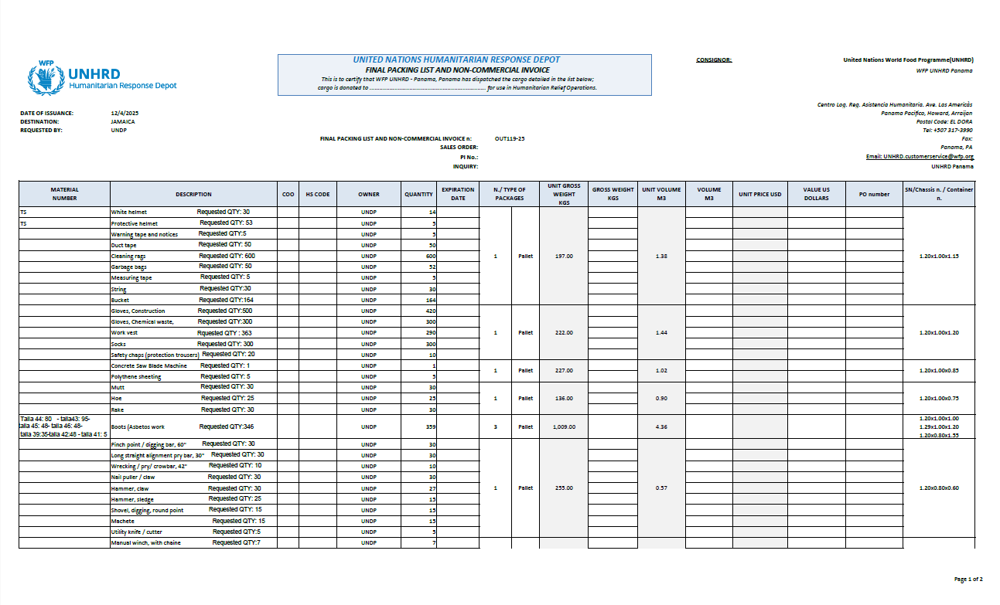 WFP
UNHRD
Humanitarian Response Depot
UNITED NATIONS HUMANITARIAN RESPONSE DEPOT
FINAL PACKING LIST AND NON-COMMERCIAL INVOICE
This is to certify that WFP UNHRD - Panama, Panama has dispatched the cargo detailed in the list below;
cargo is donated to ........................................................................ for use in Humanitarian Relief Operations.
CONSIGNOR: United Nations World Food Programme(UNHRD)
WFP UNHRD Panama
Centro Log. Reg. Asistencia Humanitaria. Ave. Las Americas
Panama Pacifico, Howard, Arraijan
Postal Code: EL DORA
Tel: +507 317-3990
Fax:
Panama, PA
Email: UNHRD.customerservice@wfp.org
UNHRD Panama
DATE OF ISSUANCE: 12/4/2025
DESTINATION: JAMAICA
REQUESTED BY: UNDP
FINAL PACKING LIST AND NON-COMMERCIAL INVOICE n: OUT119-25
SALES ORDER:
PI No.:
INQUIRY:
MATERIAL NUMBER DESCRIPTION COO HS CODE OWNER QUANTITY EXPIRATION DATE N./ TYPE OF PACKAGES UNIT GROSS WEIGHT KGS GROSS WEIGHT KGS UNIT VOLUME M3 VOLUME M3 UNIT PRICE USD VALUE US DOLLARS PO number SN/Chassis n. / Container n.
TS White helmet Requested QTY: 30 UNDP 14
TS Protective helmet Requested QTY: 53 UNDP 5
Warning tape and notices Requested QTY:5 UNDP 5
Duct tape Requested QTY: 50 UNDP 50
Cleaning rags Requested QTY: 600 UNDP 600 1 Pallet 197.00 1.38 1.20x1.00x1.15
Garbage bags Requested QTY: 50 UNDP 52
Measuring tape Requested QTY: 5 UNDP 5
String Requested QTY:30 UNDP 30
Bucket Requested QTY:164 UNDP 164
Gloves, Construction Requested QTY:500 UNDP 420
Gloves, Chemical waste, Requested QTY:300 UNDP 300
Work vest Rquested QTY : 363 UNDP 290 1 Pallet 222.00 1.44 1.20x1.00x1.20
Socks Requested QTY: 300 UNDP 300
Safety chaps (protection trousers) Requested QTY: 20 UNDP 10
Concrete Saw Blade Machine Requested QTY: 1 UNDP 1 1 Pallet 227.00 1.02 1.20x1.00x0.85
Polythene sheeting Requested QTY: 5 UNDP 5
Mutt Requested QTY: 30 UNDP 30
Hoe Requested QTY: 25 UNDP 25 1 Pallet 136.00 0.90 1.20x1.00x0.75
Rake Requested QTY: 30 UNDP 30
Talla 44: 80 - talla43: 95-
talla 45: 48- talla 46: 48-
talla 39:35-talla 42:48 - talla 41: 5
Boots (Asbetos work Requested QTY:346 UNDP 359 3 Pallet 1,009.00 4.36
1.20x1.00x1.00
1.29x1.00x1.20
1.20x0.80x1.55
Pinch point / digging bar, 60" Requested QTY: 30 UNDP 30
Long straight alignment pry bar, 30" Requested QTY: 30 UNDP 30
Wrecking / pry/ crowbar, 42" Requested QTY: 10 UNDP 10
Nail puller / claw Requested QTY: 30 UNDP 30
Hammer, claw Requested QTY: 30 UNDP 27 1 Pallet 255.00 0.57 1.20x0.80x0.60
Hammer, sledge Requested QTY: 25 UNDP 15
Shovel, digging, round point Requested QTY: 15 UNDP 15
Machete Requested QTY: 15 UNDP 15
Utility knife / cutter Requested QTY:5 UNDP 5
Manual winch, with chaine Requested QTY:7 UNDP 7
Page 1 of 2